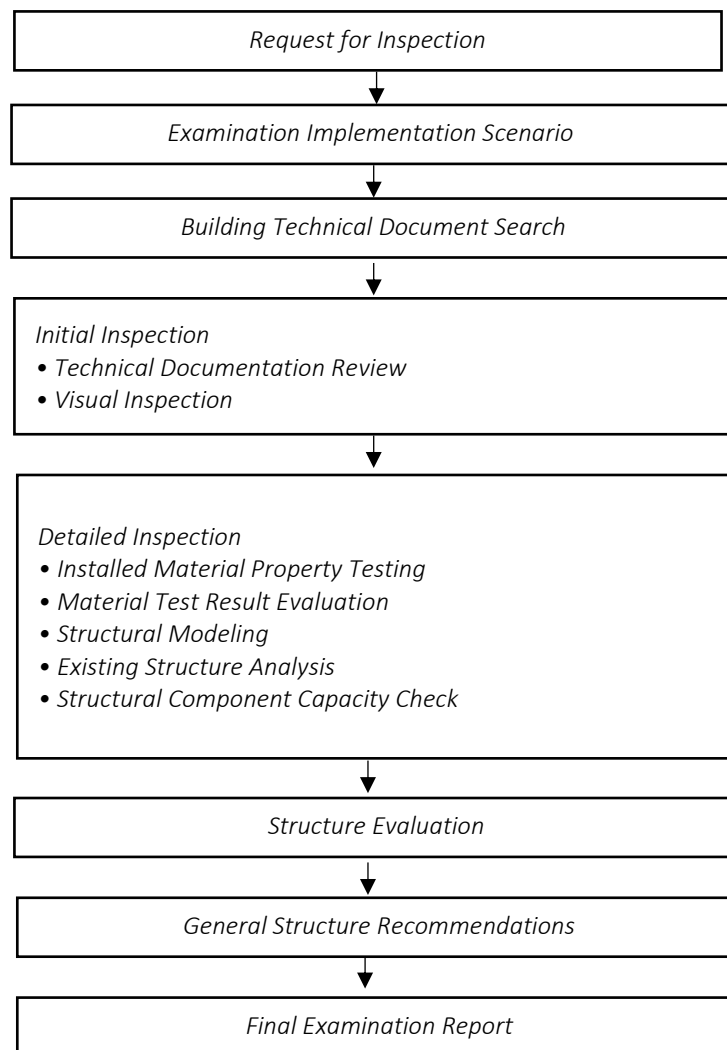 Request for Inspection
Examination Implementation Scenario
Building Technical Document Search
Initial Inspection
• Technical Documentation Review
• Visual Inspection
Detailed Inspection
• Installed Material Property Testing
• Material Test Result Evaluation
• Structural Modeling
• Existing Structure Analysis
• Structural Component Capacity Check
Structure Evaluation
General Structure Recommendations
Final Examination Report